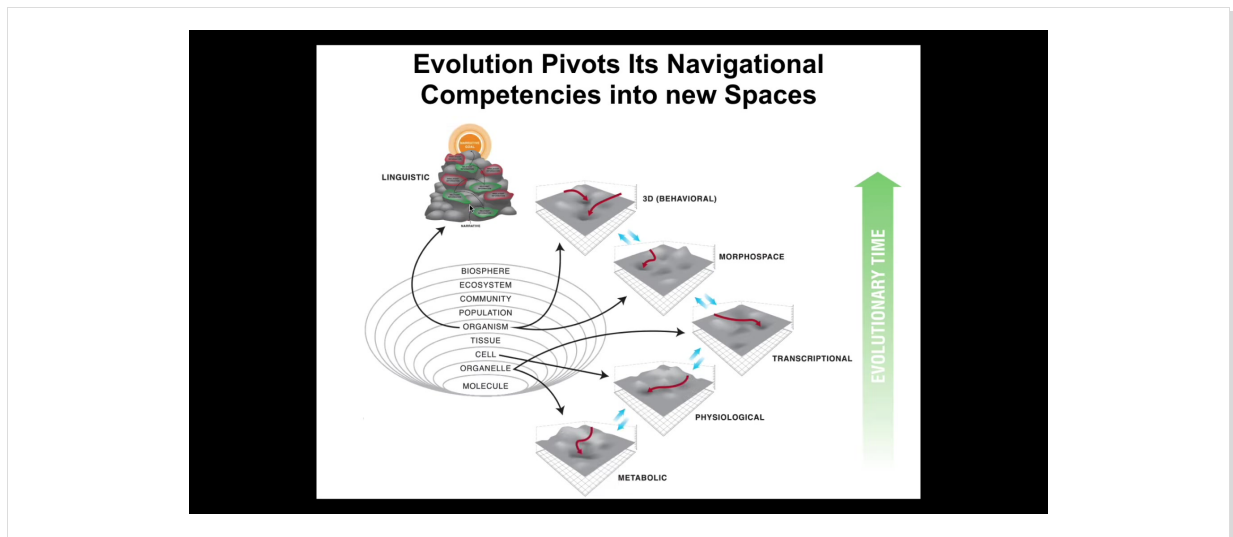 Evolution Pivots Its Navigational
Competencies into new Spaces
LINGUISTIC
NARRATIVE
3D (BEHAVIORAL)
MORPHOSPACE
BIOSPHERE
ECOSYSTEM
COMMUNITY
POPULATION
ORGANISM
TISSUE
CELL
ORGANELLE
MOLECULE
TRANSCRIPTIONAL
PHYSIOLOGICAL
METABOLIC
EVOLUTIONARY TIME